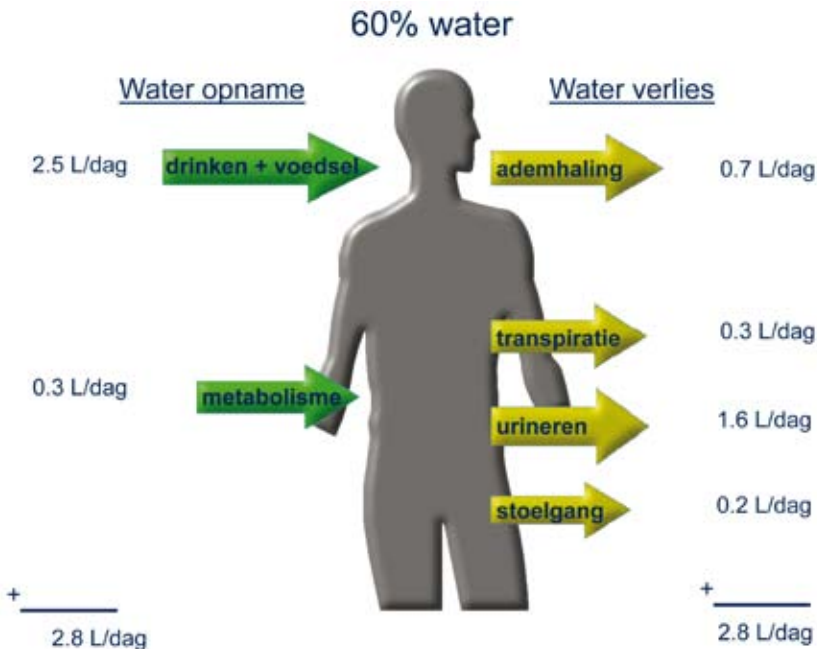 60% water
Water opname
Water verlies
2.5 L/dag
drinken + voedsel
ademhaling
0.7 L/dag
transpiratie
0.3 L/dag
0.3 L/dag
metabolisme
urineren
1.6 L/dag
stoelgang
0.2 L/dag
+
2.8 L/dag
+
2.8 L/dag